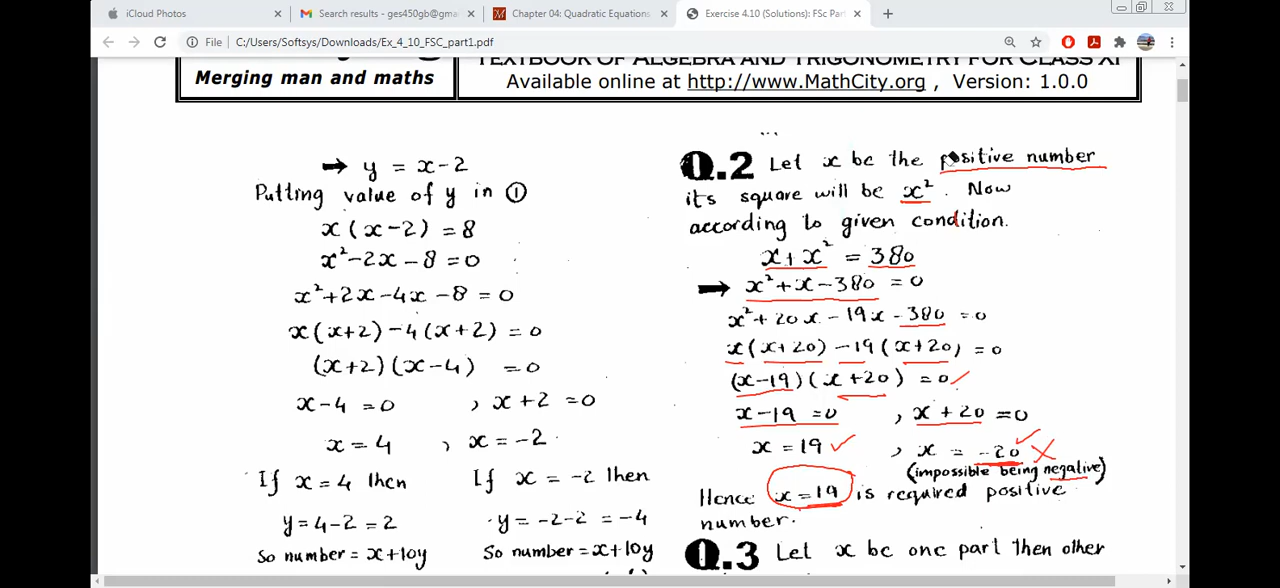 iCloud Photos
Search results - ges450gb@gma
Chapter 04: Quadratic Equations
Exercise 4.10 (Solutions): FSc Part
File C:/Users/Softsys/Downloads/Ex_4_10_FSC_part1.pdf
Merging man and maths
TEXTBOOK OF ALGEBRA AND TRIGONOMETRY FOR CLASS XI
Available online at http://www.MathCity.org , Version: 1.0.0
→ y = x-2
Putting value of y in ①
x(x-2) = 8
x²-2x-8=0
x²+2x-4x-8=0
x(x+2)-4(x+2)=0
(x+2)(x-4) =0
x-4=0 , x+2=0
x=4 , x=-2
If x=4 then If x=-2 then
y=4-2=2 y=-2-2=-4
So number=x+10y So number=x+10y
Q.2 Let x be the positive number
its square will be x². Now
according to given condition.
x+x² = 380
→ x²+x-380 =0
x²+20x-19x-380 =0
x(x+20)-19(x+20)=0
(x-19)(x+20) =0
x-19=0 , x+20=0
x=19 , x = -20
(impossible being negative)
Hence x=19 is required positive
number.
Q.3 Let x be one part then other